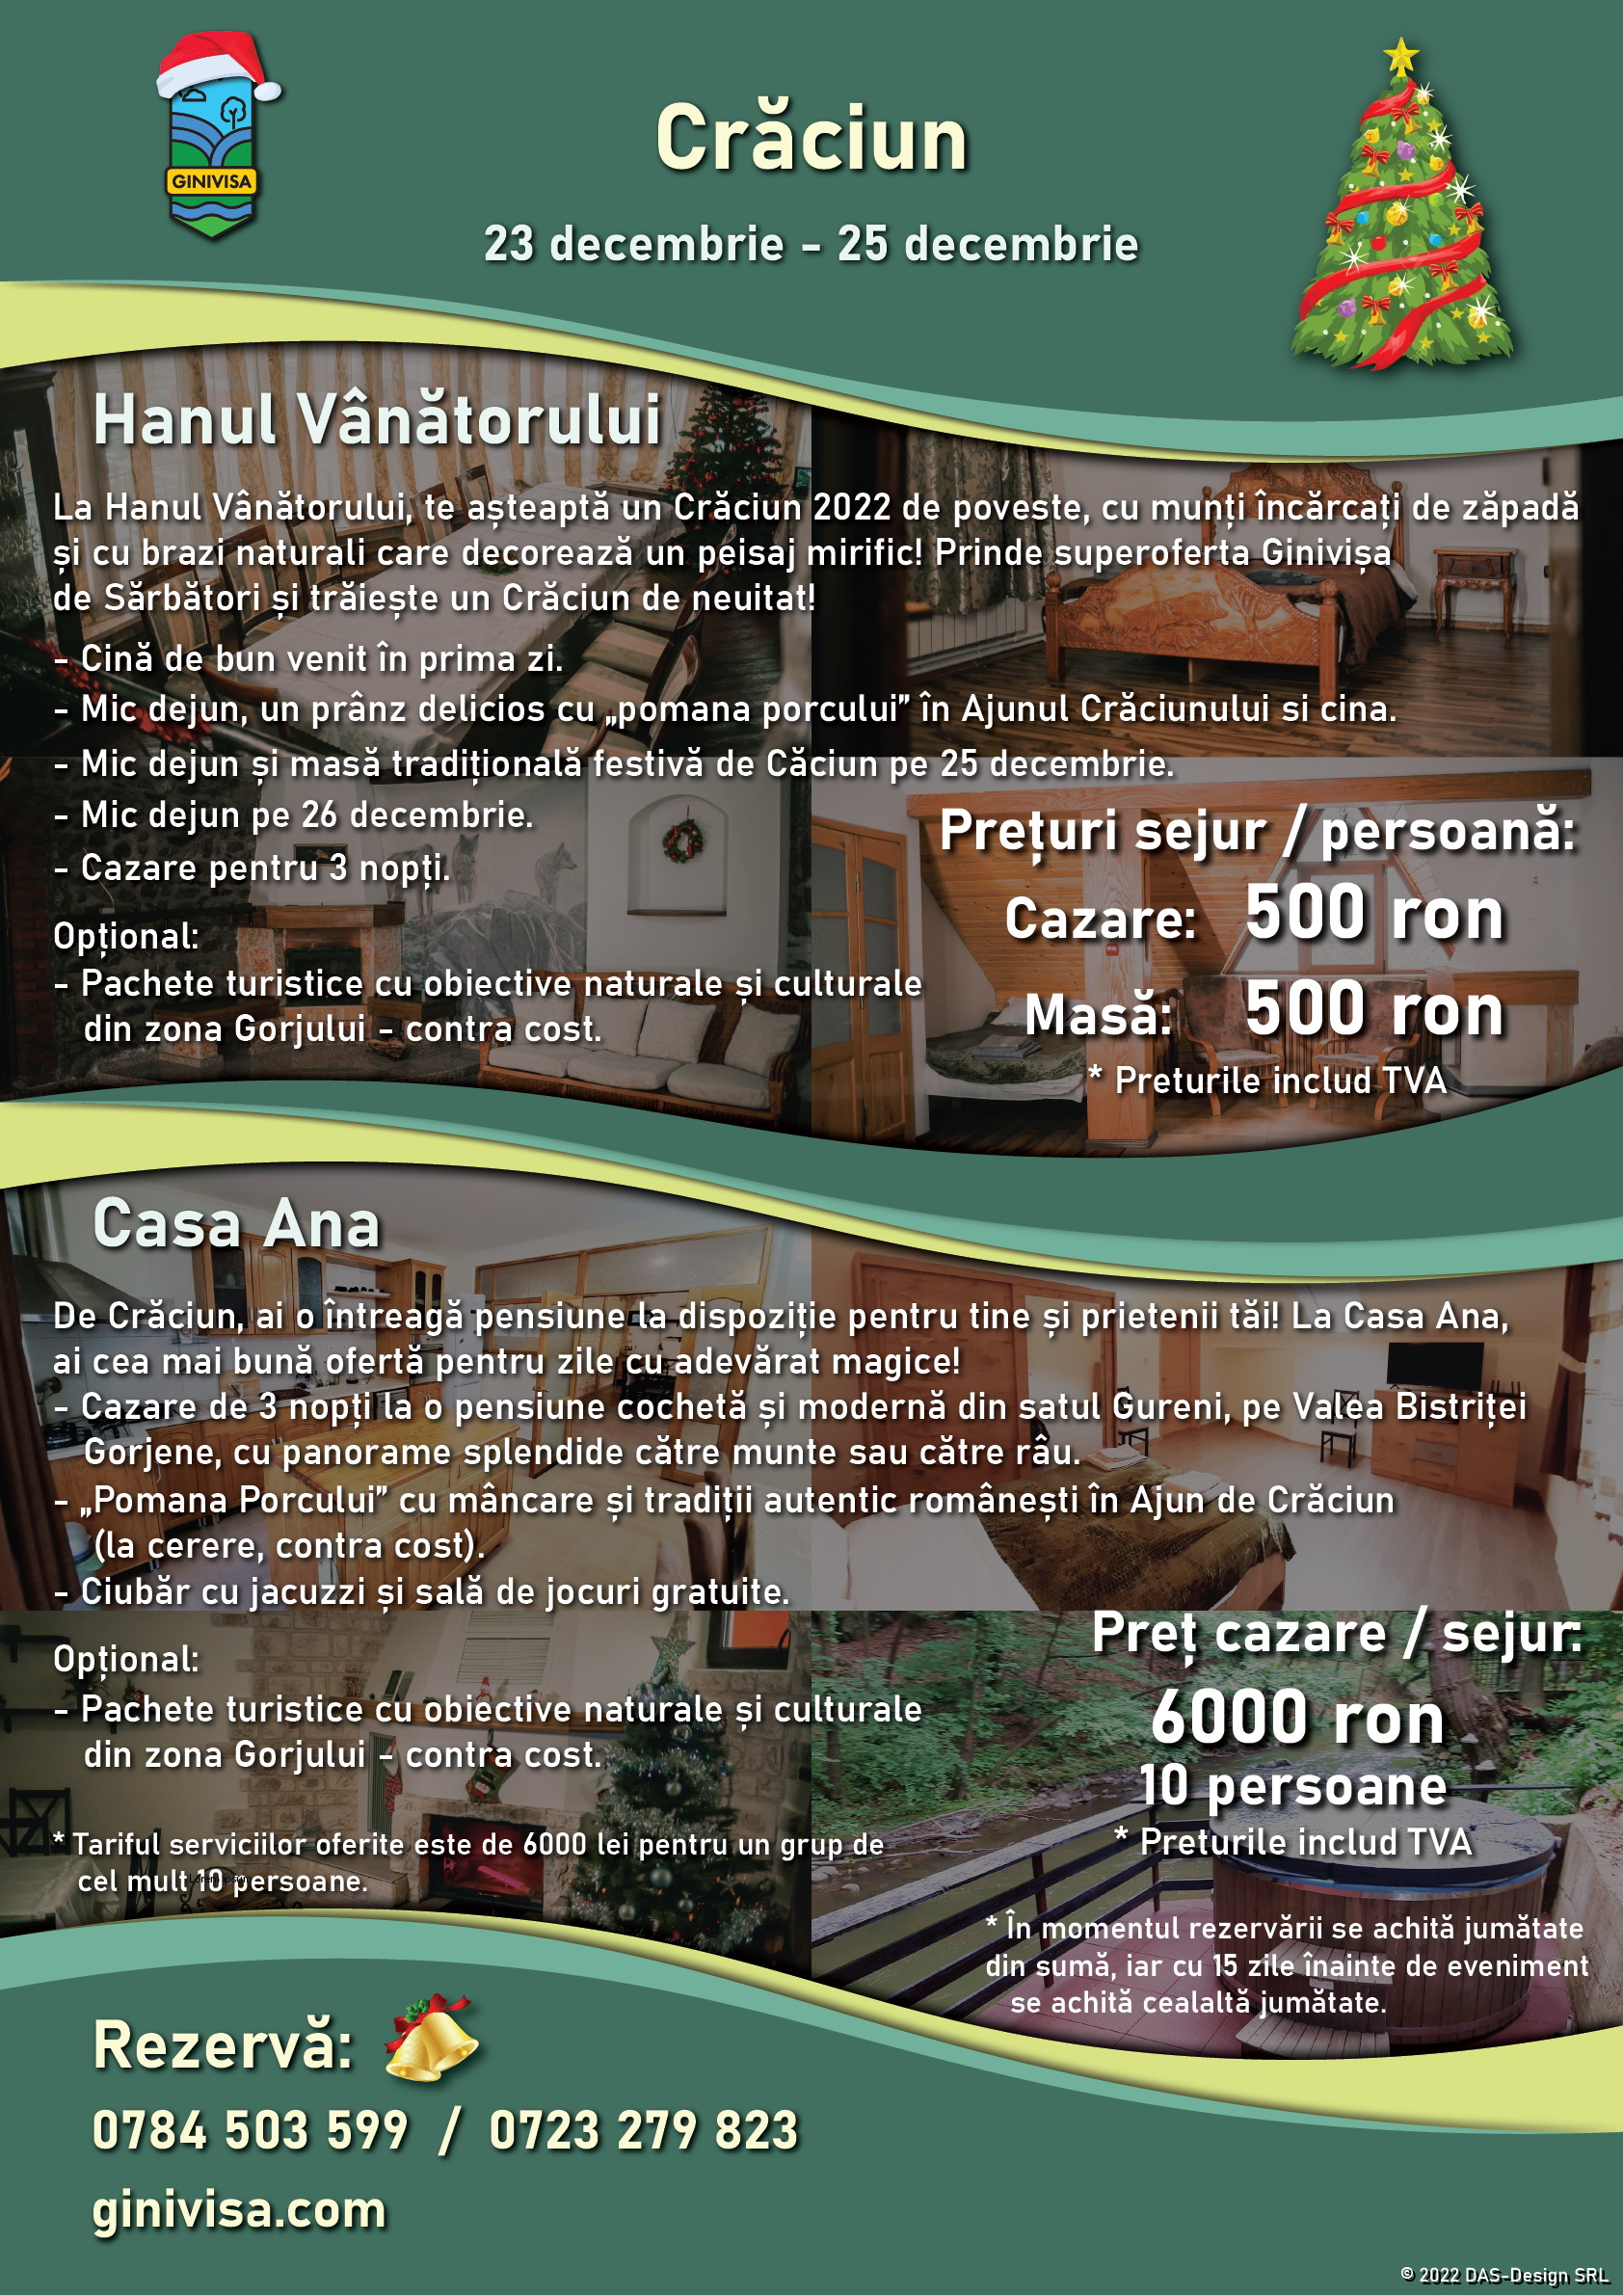 GINIVISA
Crăciun
23 decembrie - 25 decembrie
Hanul Vânătorului
La Hanul Vânătorului, te așteaptă un Crăciun 2022 de poveste, cu munți încărcați de zăpadă
și cu brazi naturali care decorează un peisaj mirific! Prinde superoferta Ginivișa
de Sărbători și trăiește un Crăciun de neuitat!
- Cină de bun venit în prima zi.
- Mic dejun, un prânz delicios cu „pomana porcului” în Ajunul Crăciunului si cina.
- Mic dejun și masă tradițională festivă de Căciun pe 25 decembrie.
- Mic dejun pe 26 decembrie.
- Cazare pentru 3 nopți.
Opțional:
- Pachete turistice cu obiective naturale și culturale
din zona Gorjului - contra cost.
Prețuri sejur / persoană:
Cazare: 500 ron
Masă: 500 ron
* Preturile includ TVA
Casa Ana
De Crăciun, ai o întreagă pensiune la dispoziție pentru tine și prietenii tăi! La Casa Ana,
ai cea mai bună ofertă pentru zile cu adevărat magice!
- Cazare de 3 nopți la o pensiune cochetă și modernă din satul Gureni, pe Valea Bistriței
Gorjene, cu panorame splendide către munte sau către râu.
- „Pomana Porcului” cu mâncare și tradiții autentic românești în Ajun de Crăciun
(la cerere, contra cost).
- Ciubăr cu jacuzzi și sală de jocuri gratuite.
Opțional:
- Pachete turistice cu obiective naturale și culturale
din zona Gorjului - contra cost.
* Tariful serviciilor oferite este de 6000 lei pentru un grup de
cel mult 10 persoane.
Preț cazare / sejur:
6000 ron
10 persoane
* Preturile includ TVA
* În momentul rezervării se achită jumătate
din sumă, iar cu 15 zile înainte de eveniment
se achită cealaltă jumătate.
Rezervă:
0784 503 599 / 0723 279 823
ginivisa.com
© 2022 DAS-Design SRL